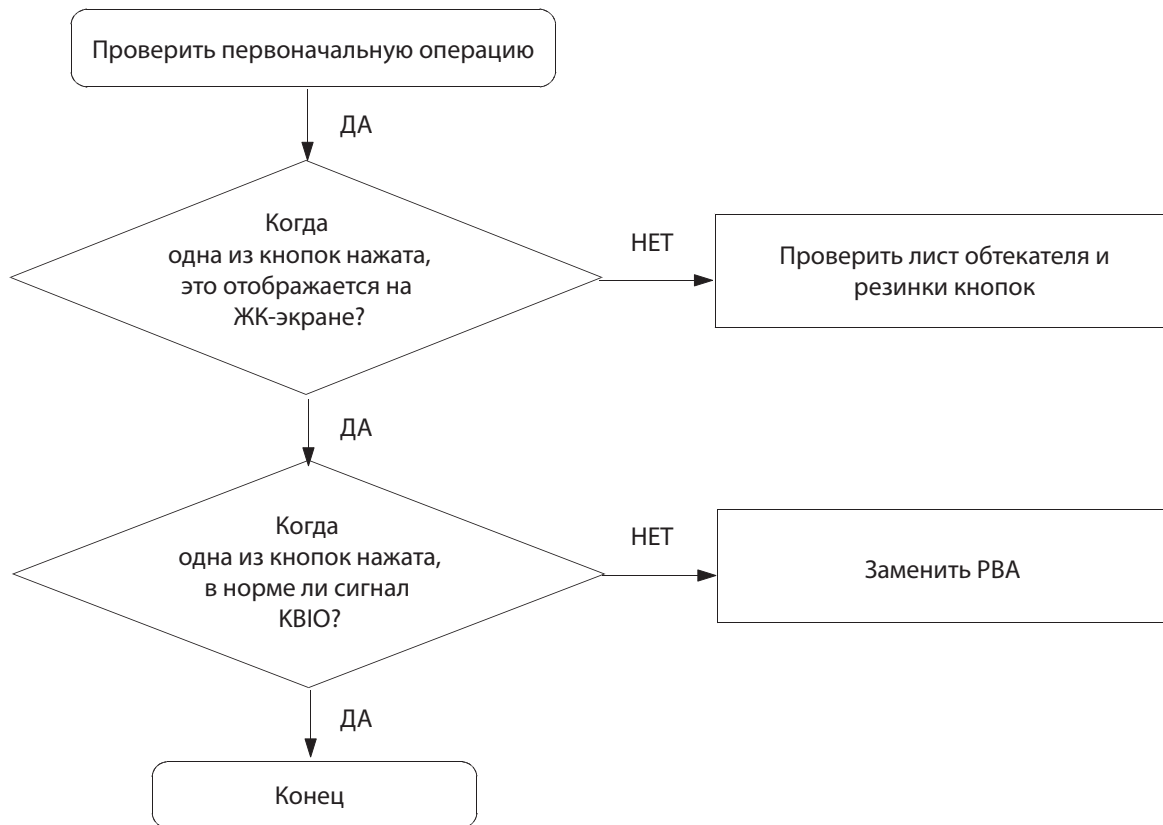 Проверить первоначальную операцию
ДА
Когда
одна из кнопок нажата,
это отображается на
ЖК-экране?
НЕТ
Проверить лист обтекателя и
резинки кнопок
ДА
Когда
одна из кнопок нажата,
в норме ли сигнал
KBIO?
НЕТ
Заменить PBA
ДА
Конец